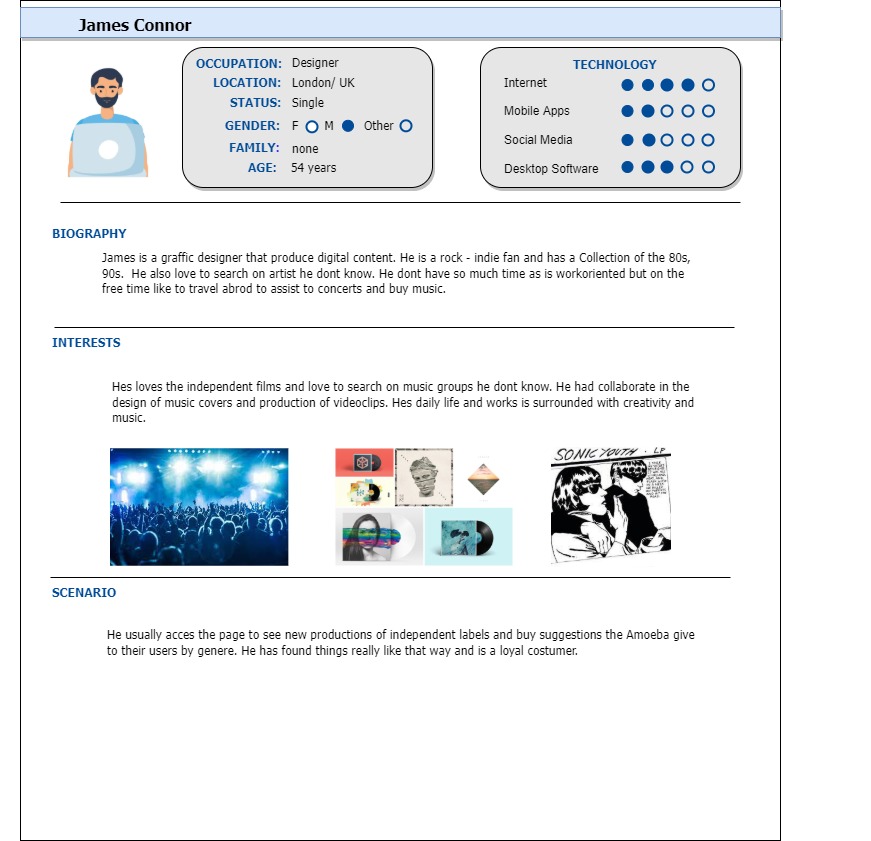 James Connor
OCCUPATION: Designer
LOCATION: London/ UK
STATUS: Single
GENDER: F M Other
FAMILY: none
AGE: 54 years
TECHNOLOGY
Internet
Mobile Apps
Social Media
Desktop Software
BIOGRAPHY
James is a graffic designer that produce digital content. He is a rock - indie fan and has a Collection of the 80s,
90s. He also love to search on artist he dont know. He dont have so much time as is workoriented but on the
free time like to travel abrod to assist to concerts and buy music.
INTERESTS
Hes loves the independent films and love to search on music groups he dont know. He had collaborate in the
design of music covers and production of videoclips. Hes daily life and works is surrounded with creativity and
music.
SONIC YOUTH . LP
SCENARIO
He usually acces the page to see new productions of independent labels and buy suggestions the Amoeba give
to their users by genere. He has found things really like that way and is a loyal costumer.